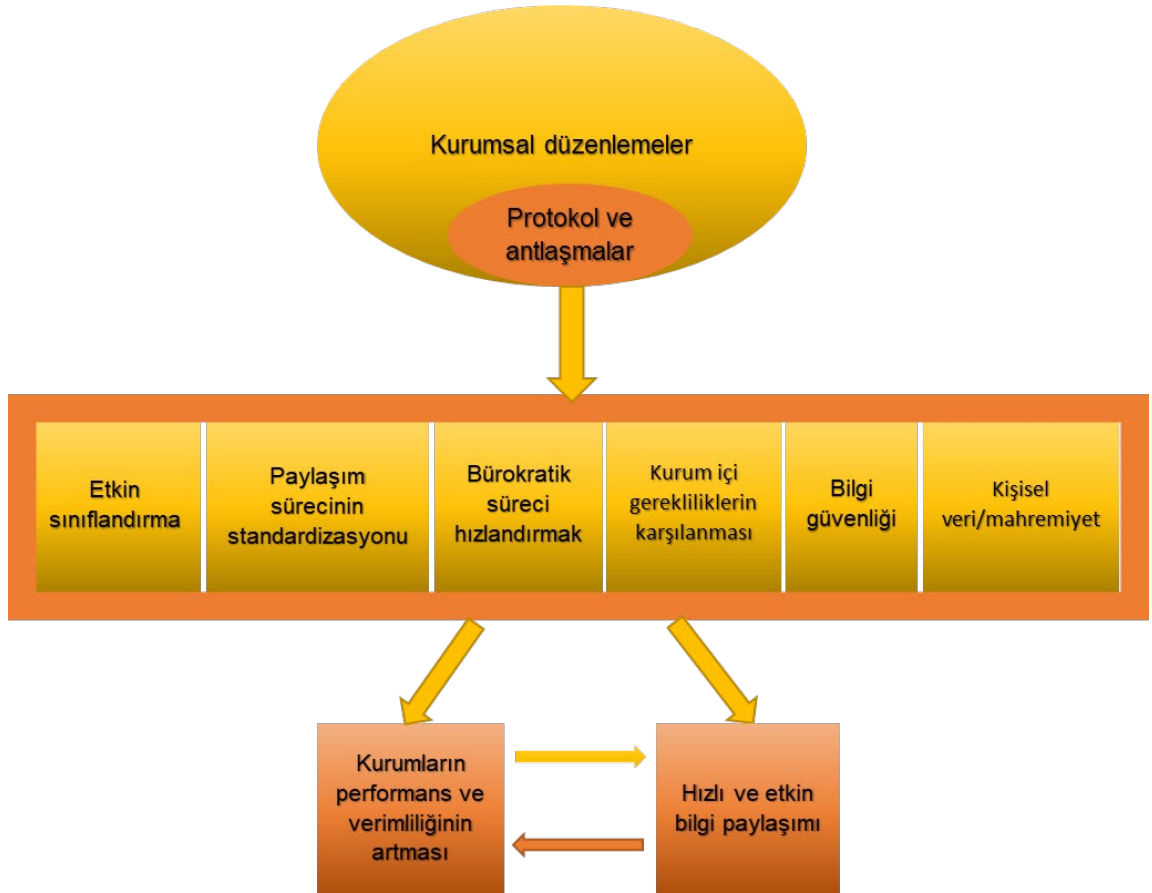 Kurumsal düzenlemeler
Protokol ve
antlaşmalar
Etkin
sınıflandırma
Paylaşım
sürecinin
standardizasyonu
Bürokratik
süreci
hızlandırmak
Kurum içi
gerekliliklerin
karşılanması
Bilgi
güvenliği
Kişisel
veri/mahremiyet
Kurumların
performans ve
verimliliğinin
artması
Hızlı ve etkin
bilgi paylaşımı